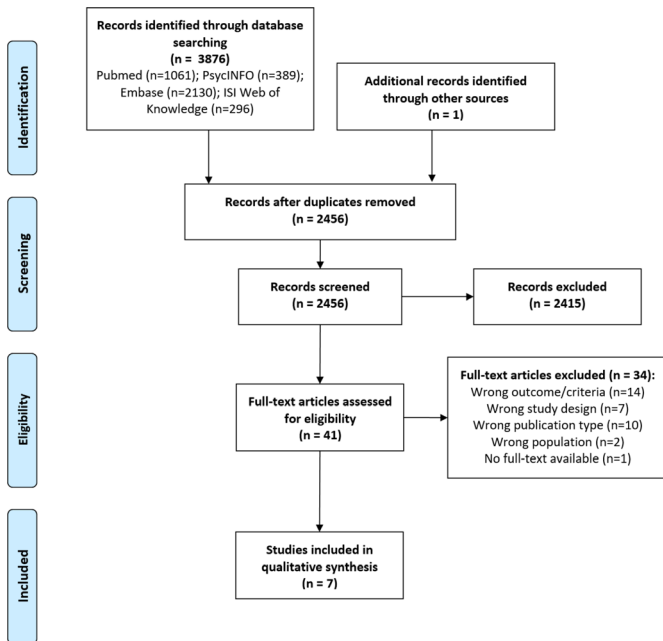 Identification
Records identified through database
searching
(n = 3876)
Pubmed (n=1061); PsycINFO (n=389);
Embase (n=2130); ISI Web of
Knowledge (n=296)
Additional records identified
through other sources
(n = 1)
Screening
Records after duplicates removed
(n = 2456)
Records screened
(n = 2456)
Records excluded
(n = 2415)
Eligibility
Full-text articles assessed
for eligibility
(n = 41)
Full-text articles excluded (n = 34):
Wrong outcome/criteria (n=14)
Wrong study design (n=7)
Wrong publication type (n=10)
Wrong population (n=2)
No full-text available (n=1)
Included
Studies included in
qualitative synthesis
(n = 7)